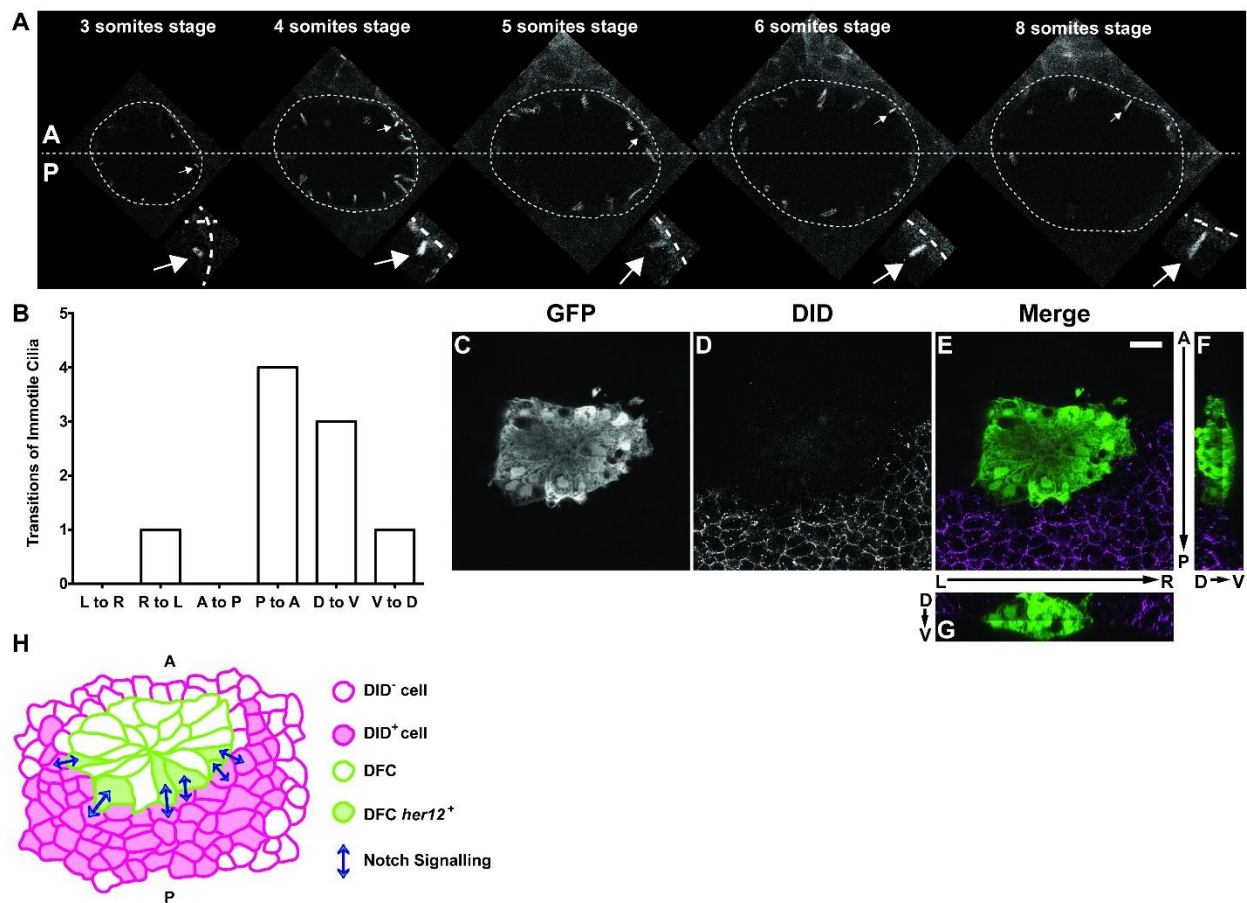 A
3 somites stage
4 somites stage
5 somites stage
6 somites stage
8 somites stage
A
P
B
Transitions of Immotile Cilia
5
4
3
2
1
0
L to R
R to L
A to P
P to A
D to V
V to D
GFP
DID
Merge
C
D
E
F
A
P
L
R
D
V
D
V
G
H
A
P
DID⁻ cell
DID⁺ cell
DFC
DFC her12⁺
Notch Signalling